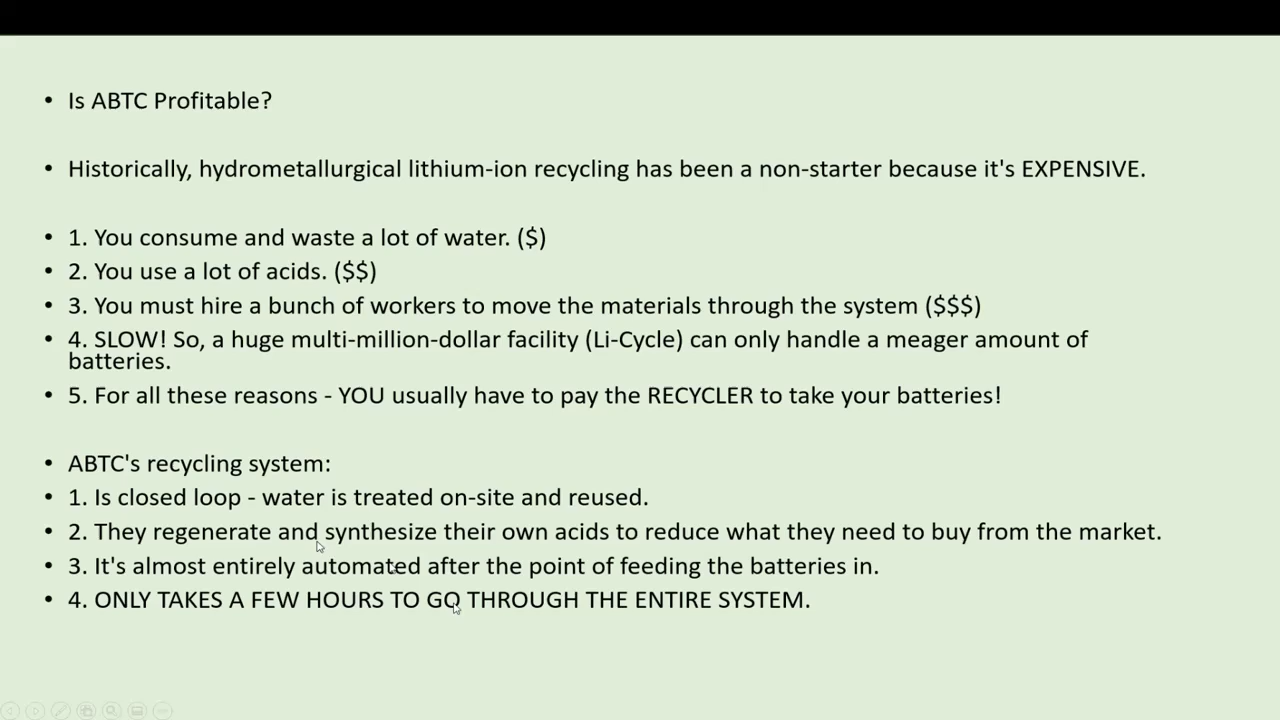 • Is ABTC Profitable?
• Historically, hydrometallurgical lithium-ion recycling has been a non-starter because it's EXPENSIVE.
• 1. You consume and waste a lot of water. ($)
• 2. You use a lot of acids. ($$)
• 3. You must hire a bunch of workers to move the materials through the system ($$$)
• 4. SLOW! So, a huge multi-million-dollar facility (Li-Cycle) can only handle a meager amount of
batteries.
• 5. For all these reasons - YOU usually have to pay the RECYCLER to take your batteries!
• ABTC's recycling system:
• 1. Is closed loop - water is treated on-site and reused.
• 2. They regenerate and synthesize their own acids to reduce what they need to buy from the market.
• 3. It's almost entirely automated after the point of feeding the batteries in.
• 4. ONLY TAKES A FEW HOURS TO GO THROUGH THE ENTIRE SYSTEM.